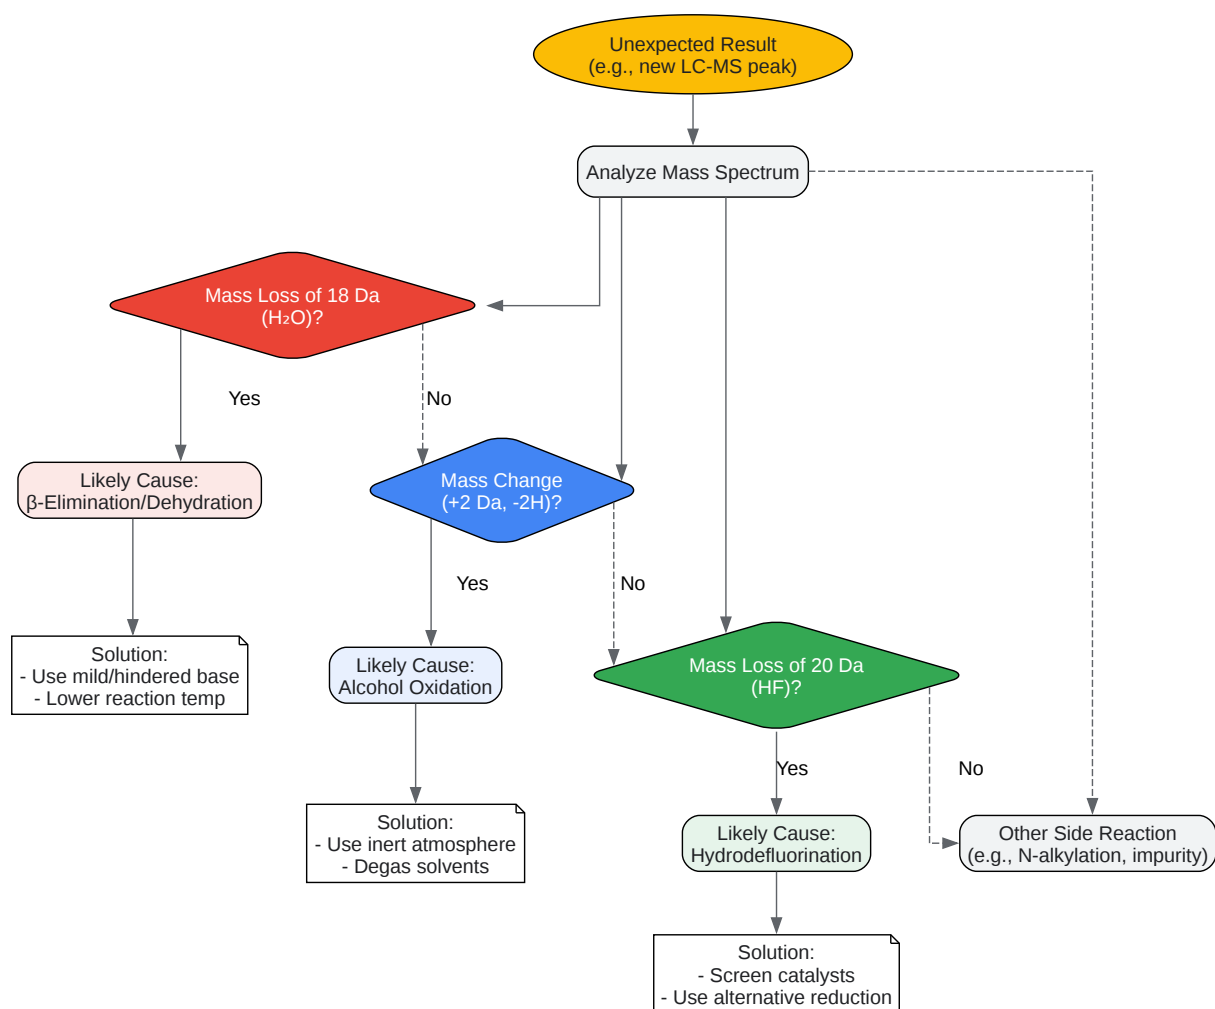 Unexpected Result
(e.g., new LC-MS peak)
Analyze Mass Spectrum
Mass Loss of 18 Da
(H₂O)?
Yes
No
Likely Cause:
β-Elimination/Dehydration
Mass Change
(+2 Da, -2H)?
Solution:
- Use mild/hindered base
- Lower reaction temp
Yes
No
Likely Cause:
Alcohol Oxidation
Mass Loss of 20 Da
(HF)?
Solution:
- Use inert atmosphere
- Degas solvents
Yes
No
Likely Cause:
Hydrodefluorination
Other Side Reaction
(e.g., N-alkylation, impurity)
Solution:
- Screen catalysts
- Use alternative reduction